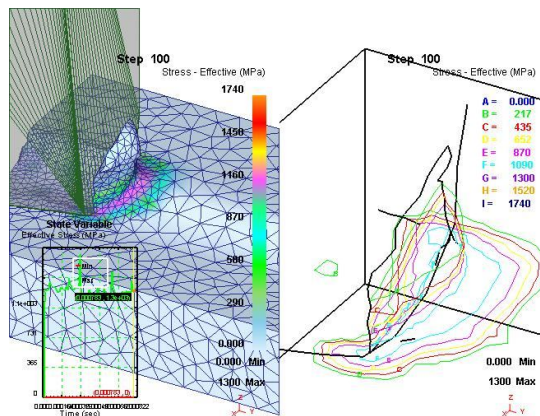 Step 100
Stress - Effective (MPa)
1740
1450
1160
870
580
290
0.000
0.000 Min
1300 Max
State Variable
Effective Stress (MPa)
Min
Max
365
0
Time (sec)
Z
X Y
Step 100
Stress - Effective (MPa)
A = 0.000
B = 217
C = 435
D = 652
E = 870
F = 1090
G = 1300
H = 1520
I = 1740
0.000 Min
1300 Max
Z
X Y